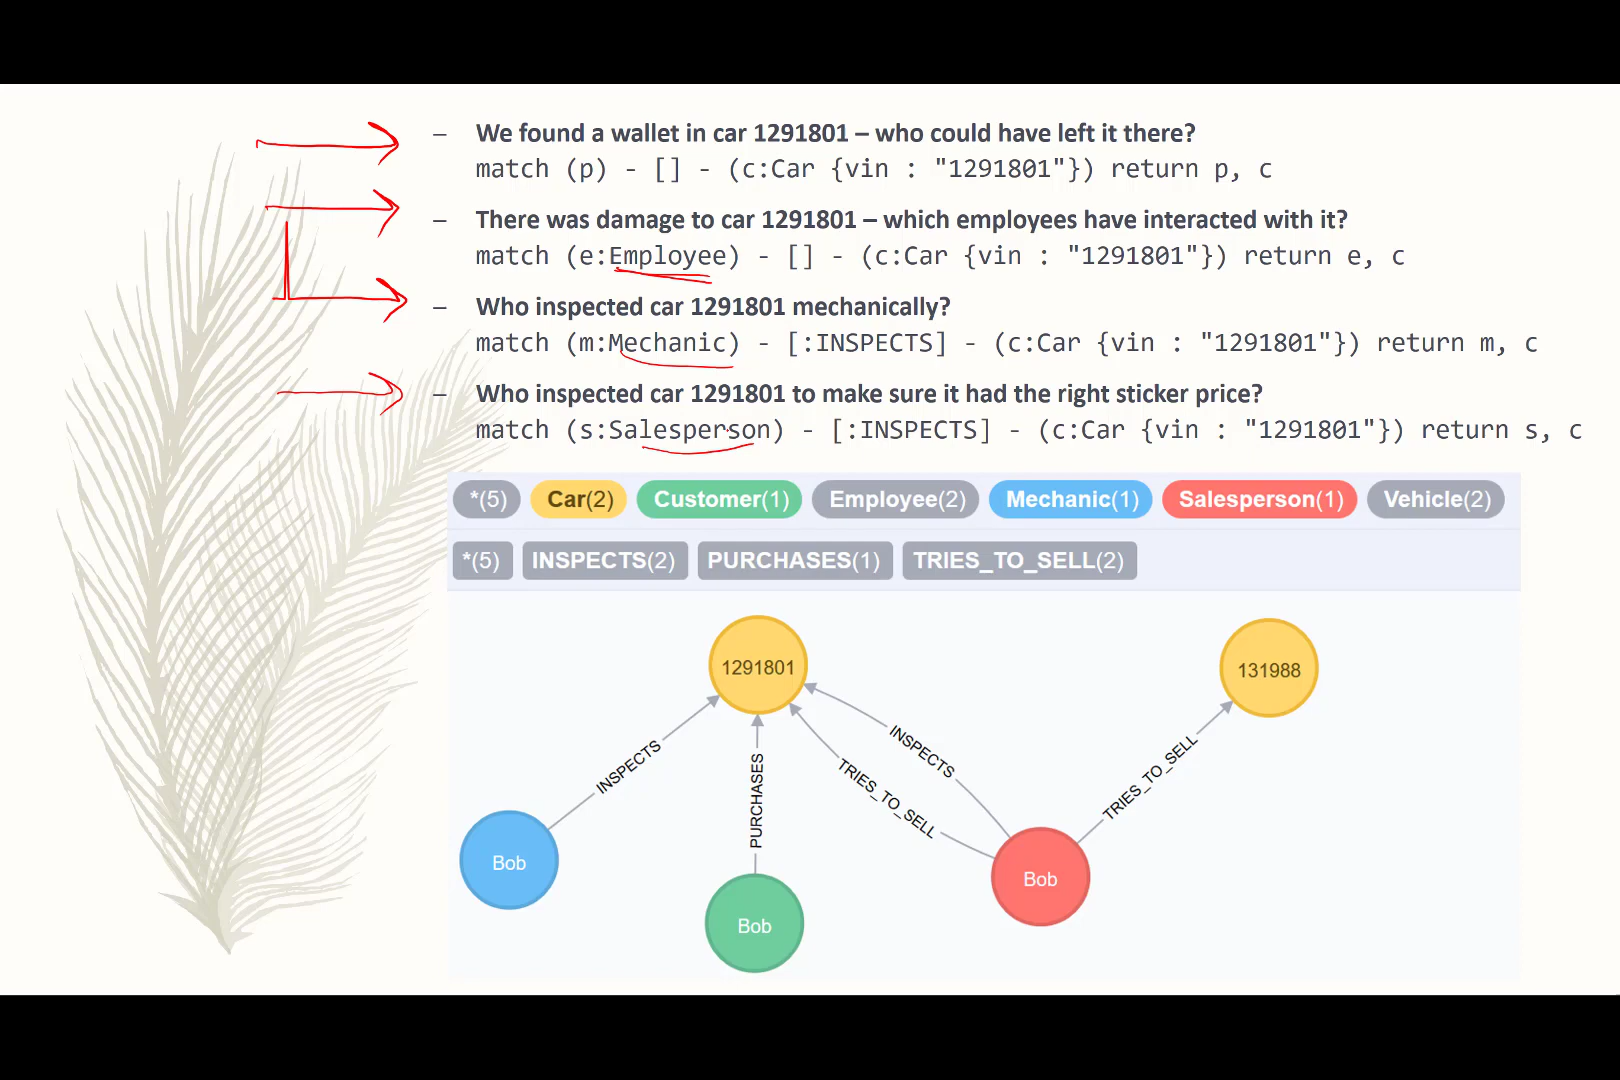 – We found a wallet in car 1291801 – who could have left it there?
match (p) - [] - (c:Car {vin : "1291801"}) return p, c
– There was damage to car 1291801 – which employees have interacted with it?
match (e:Employee) - [] - (c:Car {vin : "1291801"}) return e, c
– Who inspected car 1291801 mechanically?
match (m:Mechanic) - [:INSPECTS] - (c:Car {vin : "1291801"}) return m, c
– Who inspected car 1291801 to make sure it had the right sticker price?
match (s:Salesperson) - [:INSPECTS] - (c:Car {vin : "1291801"}) return s, c
*(5) Car(2) Customer(1) Employee(2) Mechanic(1) Salesperson(1) Vehicle(2)
*(5) INSPECTS(2) PURCHASES(1) TRIES_TO_SELL(2)
1291801
131988
INSPECTS
PURCHASES
TRIES_TO_SELL
INSPECTS
TRIES_TO_SELL
Bob
Bob
Bob